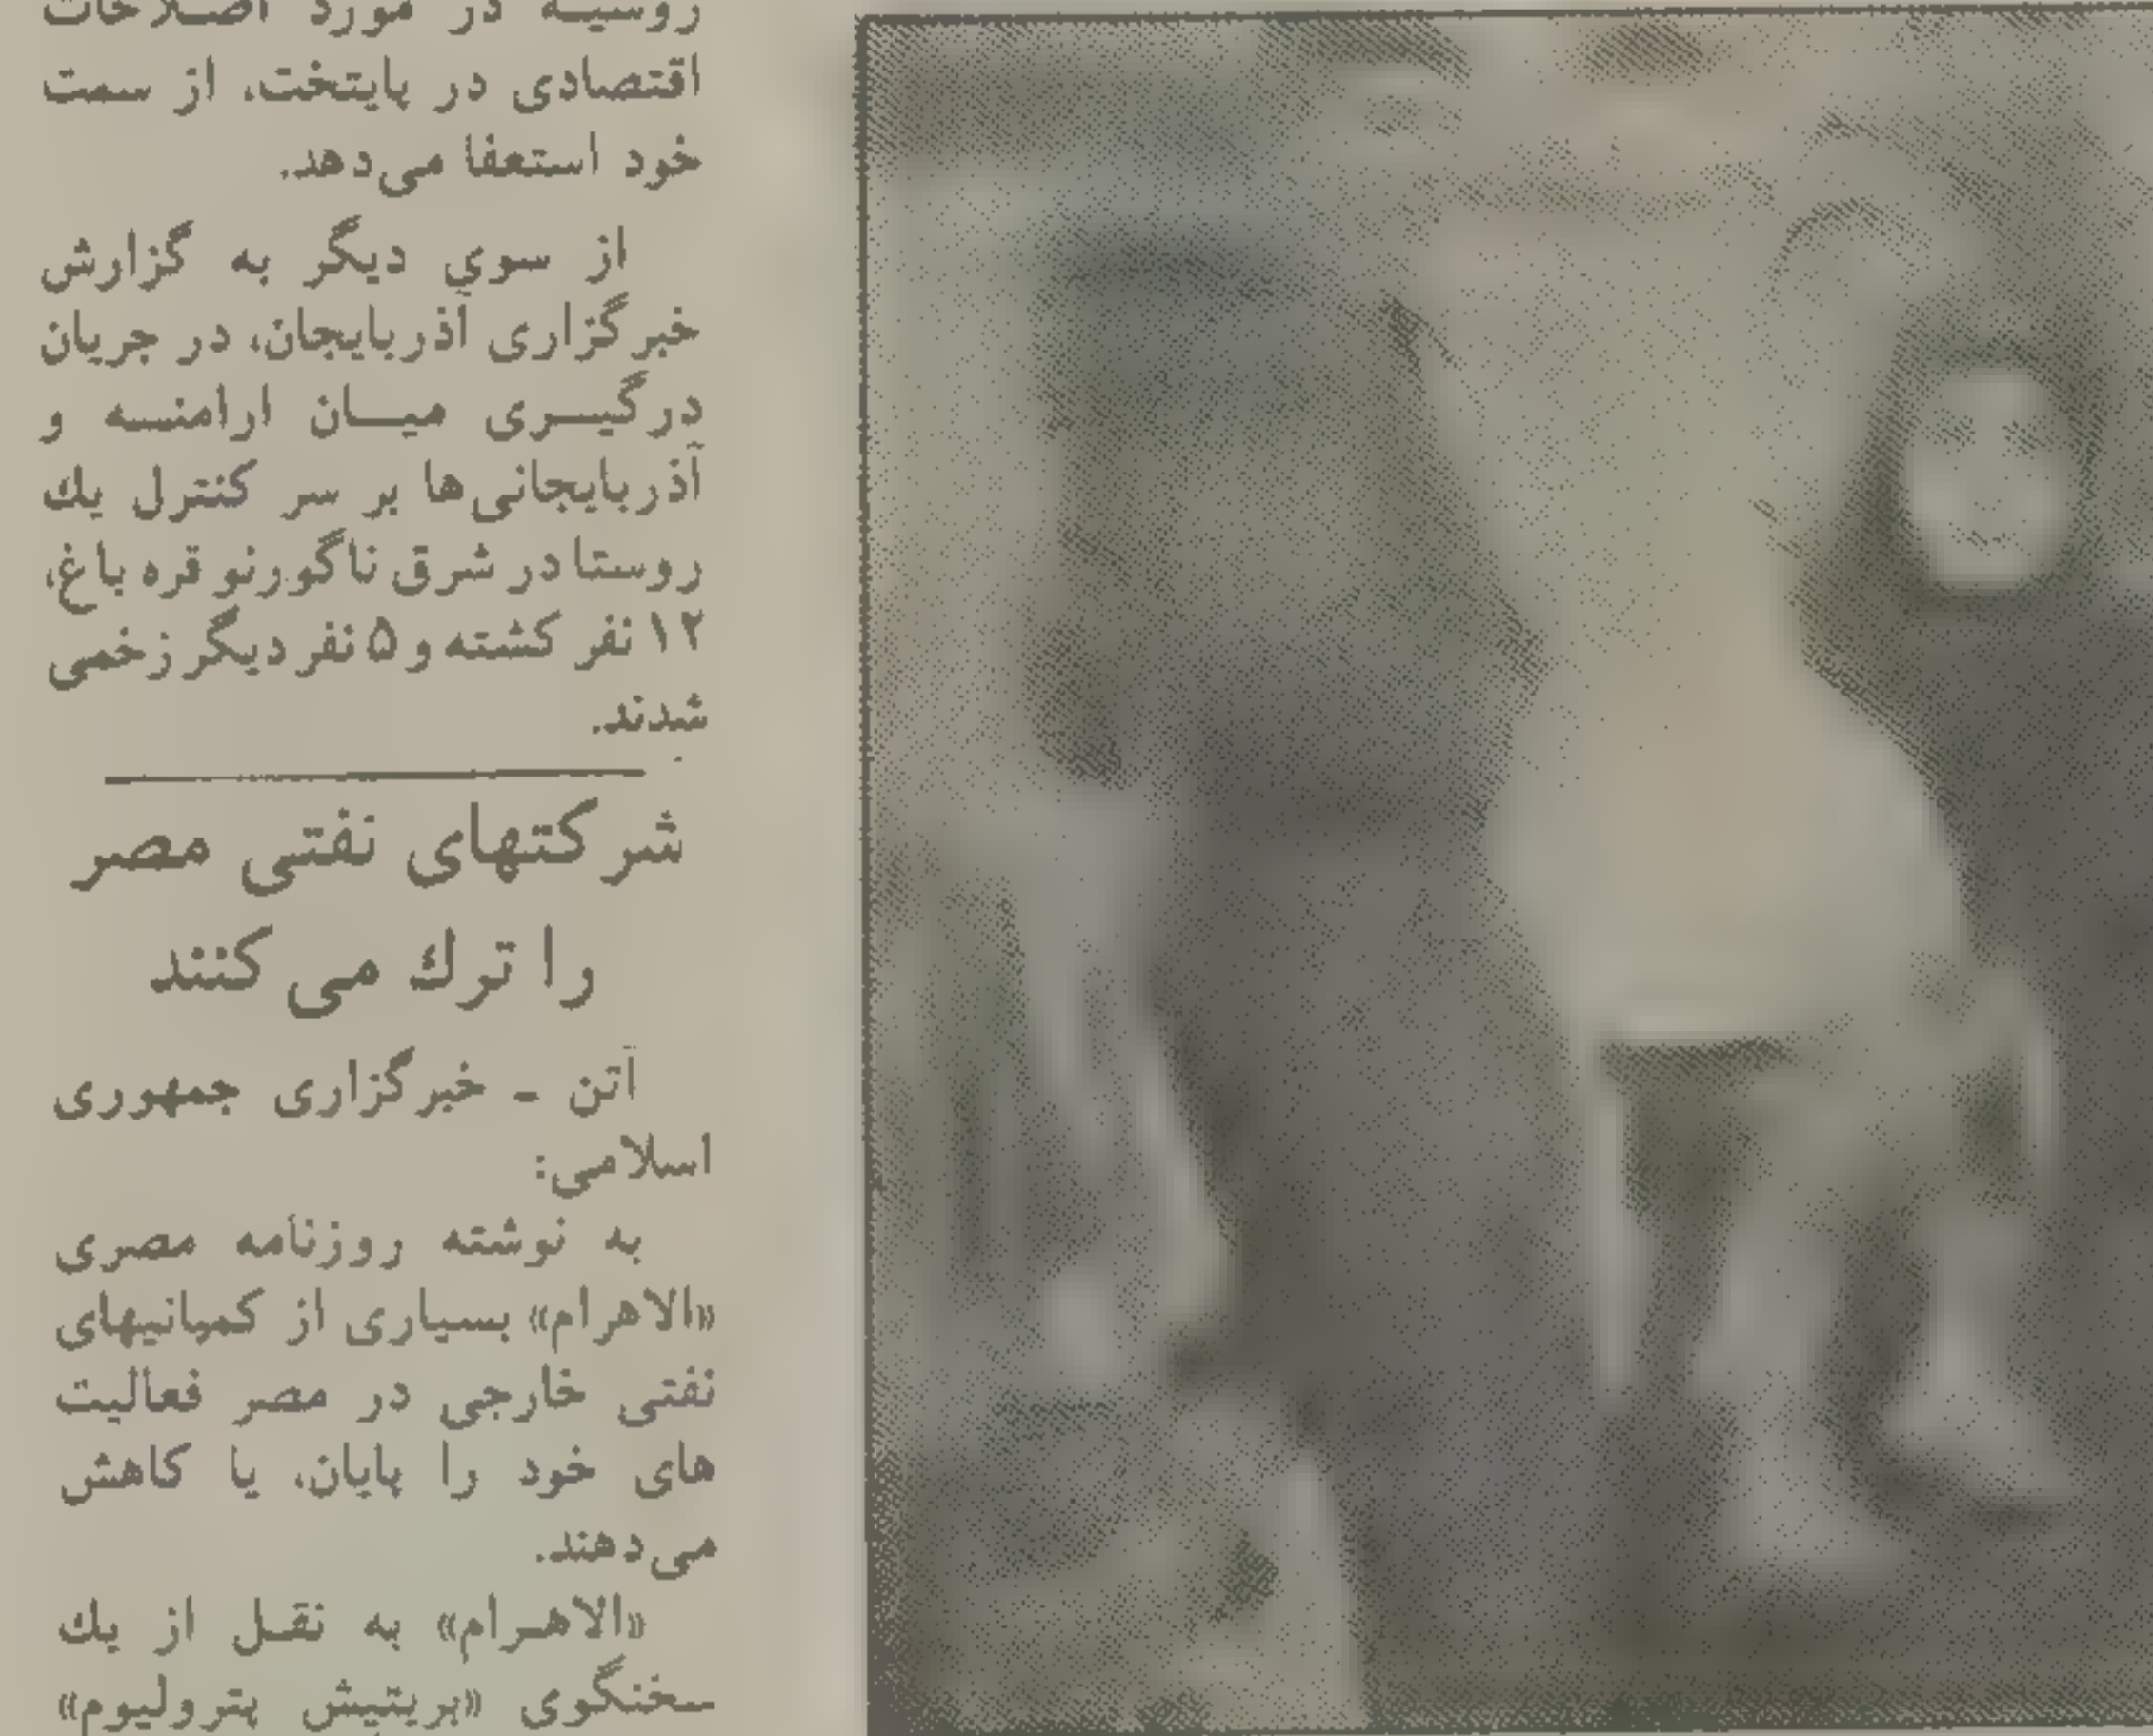 روسیه در مورد اصلاحات
اقتصادی در پایتخت، از سمت
خود استعفا می‌دهد.
از سوی دیگر به گزارش
خبرگزاری آذربایجان، در جریان
درگیری میان ارامنه و
آذربایجانی‌ها بر سر کنترل یك
روستا در شرق ناگورنو قره باغ،
۱۲ نفر کشته و ۵ نفر دیگر زخمی
شدند.
شرکتهای نفتی مصر
را ترك می کنند
آتن ـ خبرگزاری جمهوری
اسلامی:
به نوشته روزنامه مصری
«الاهرام» بسیاری از کمپانیهای
نفتی خارجی در مصر فعالیت
های خود را پایان، یا کاهش
می‌دهند.
«الاهرام» به نقل از یك
سخنگوی «بریتیش پترولیوم»